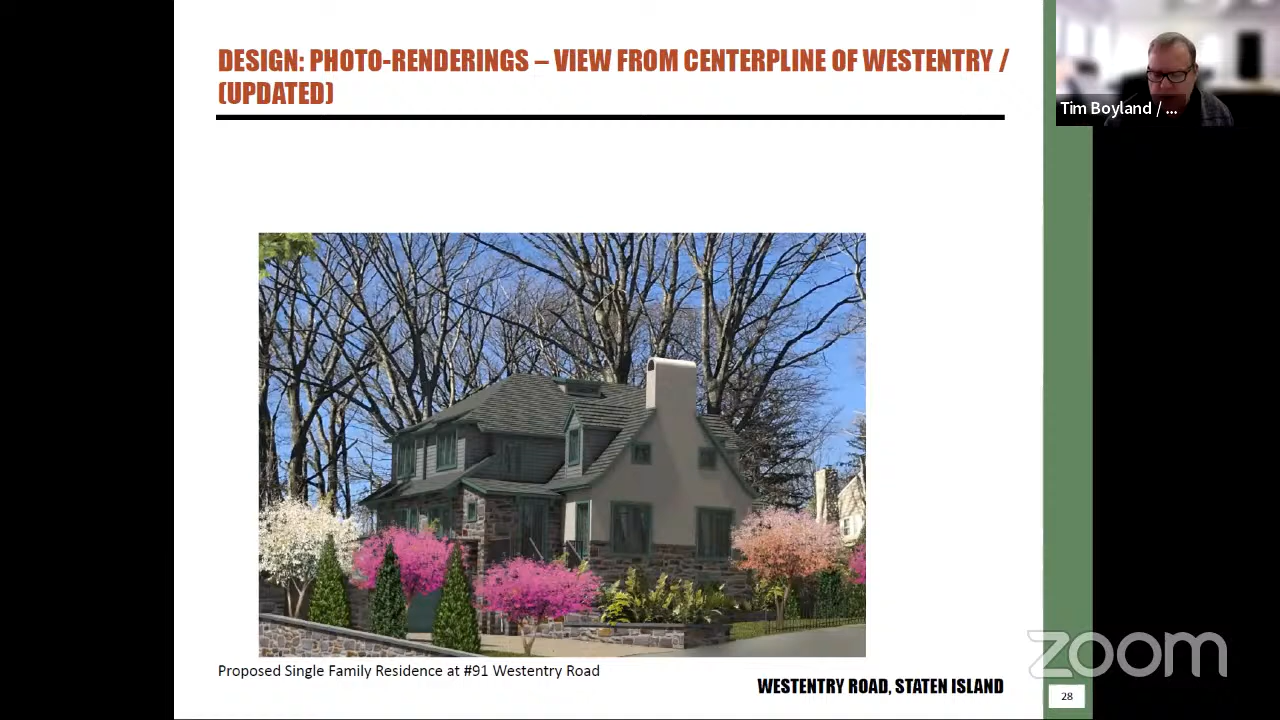 DESIGN: PHOTO-RENDERINGS – VIEW FROM CENTERPLINE OF WESTENTRY /
(UPDATED)
Tim Boyland / ...
Proposed Single Family Residence at #91 Westentry Road
WESTENTRY ROAD, STATEN ISLAND
zoom
28